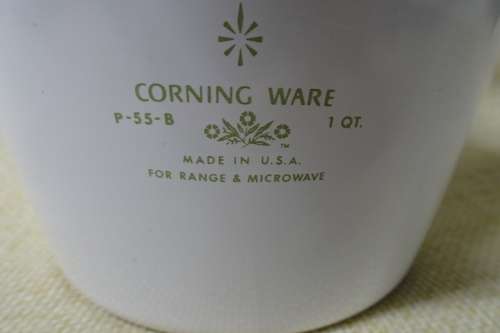 CORNING WARE
P-55-B 1 QT.
TM
MADE IN U.S.A.
FOR RANGE & MICROWAVE